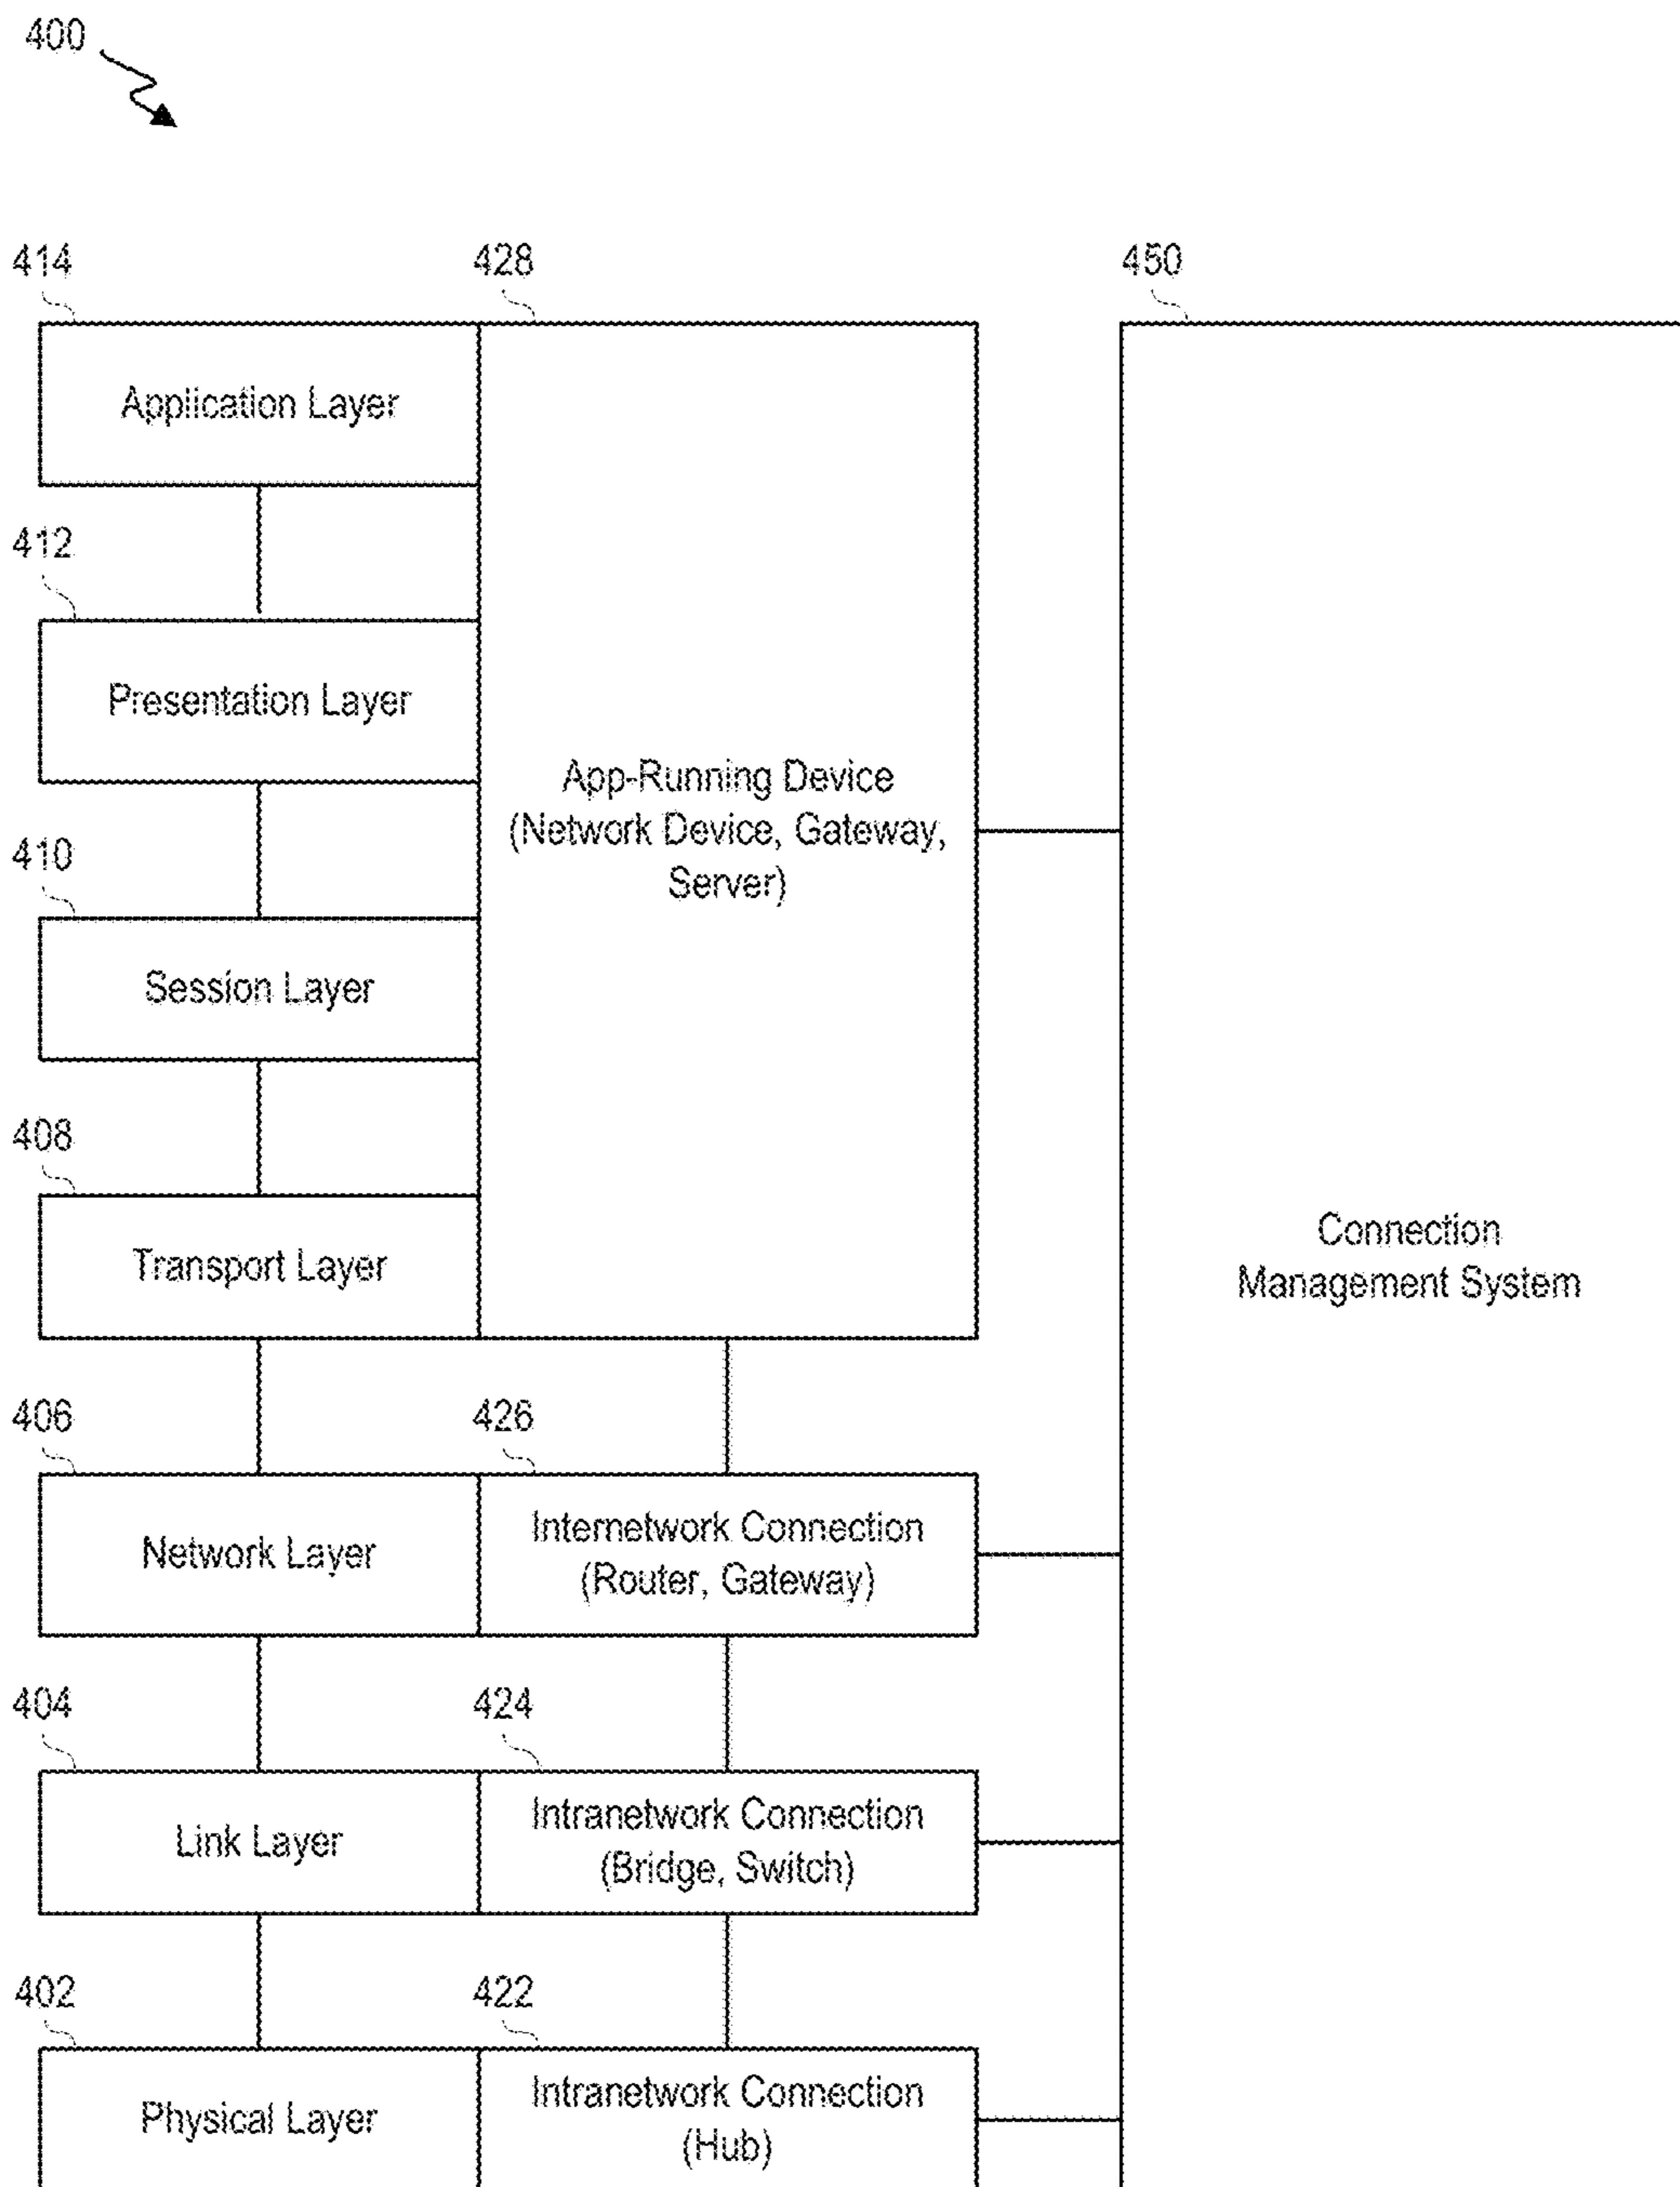 400
414
428
450
Application Layer
412
Presentation Layer
App-Running Device
(Network Device, Gateway,
Server)
410
Session Layer
408
Transport Layer
Connection
Management System
406
426
Network Layer
Internetwork Connection
(Router, Gateway)
404
424
Link Layer
Intranetwork Connection
(Bridge, Switch)
402
422
Physical Layer
Intranetwork Connection
(Hub)